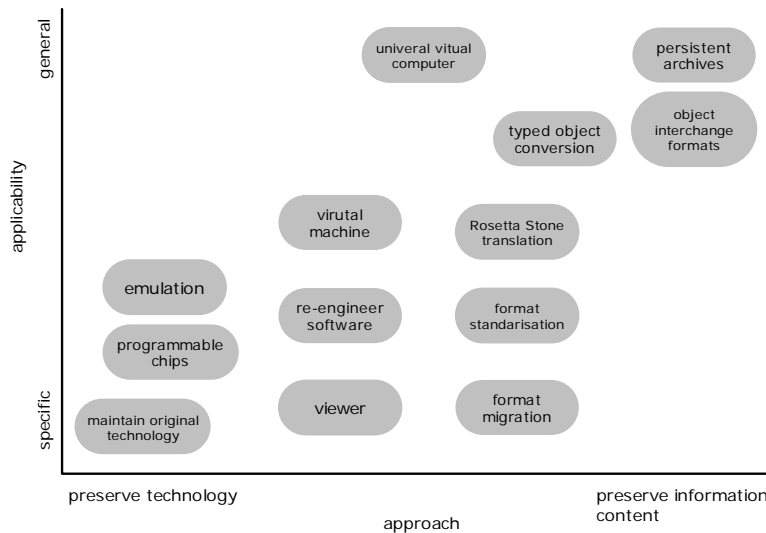 general
univeral vitual
computer
persistent
archives
object
interchange
formats
typed object
conversion
applicability
virutal
machine
Rosetta Stone
translation
emulation
re-engineer
software
format
standarisation
programmable
chips
specific
maintain original
technology
viewer
format
migration
preserve technology
preserve information
content
approach